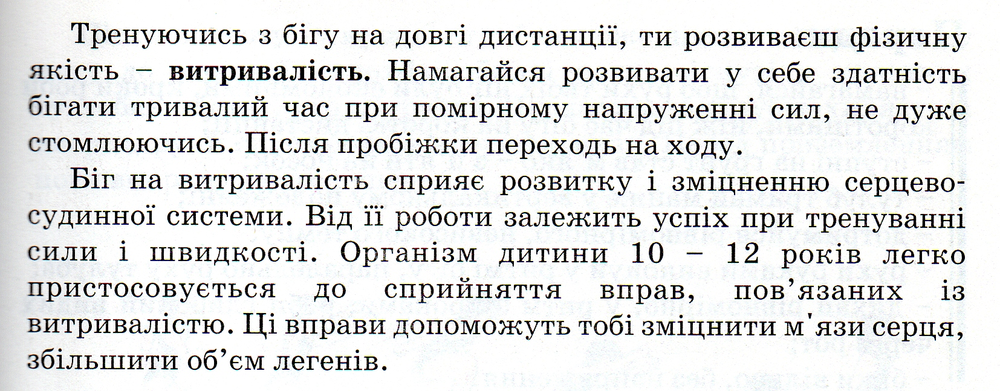 Тренуючись з бігу на довгі дистанції, ти розвиваєш фізичну
якість – витривалість. Намагайся розвивати у себе здатність
бігати тривалий час при помірному напруженні сил, не дуже
стомлюючись. Після пробіжки переходь на ходу.
Біг на витривалість сприяє розвитку і зміцненню серцево-
судинної системи. Від її роботи залежить успіх при тренуванні
сили і швидкості. Організм дитини 10 – 12 років легко
пристосовується до сприйняття вправ, пов’язаних із
витривалістю. Ці вправи допоможуть тобі зміцнити м'язи серця,
збільшити об’єм легенів.